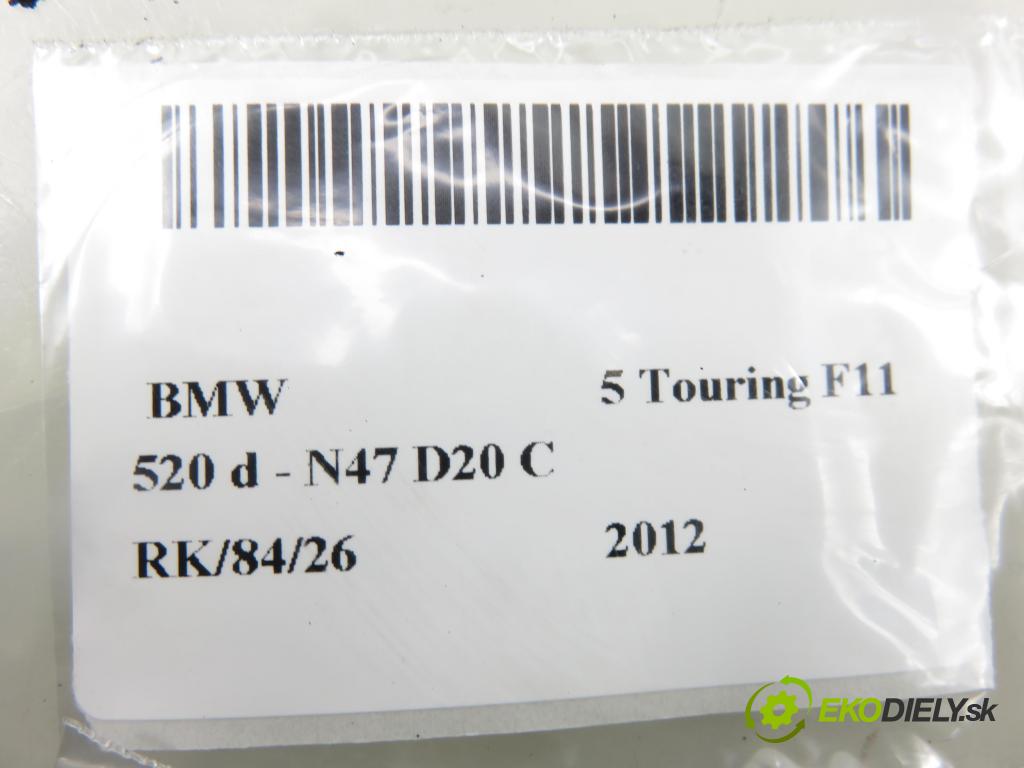 BMW 5 Touring F11
520 d - N47 D20 C
RK/84/26 2012
EKODIELY.sk